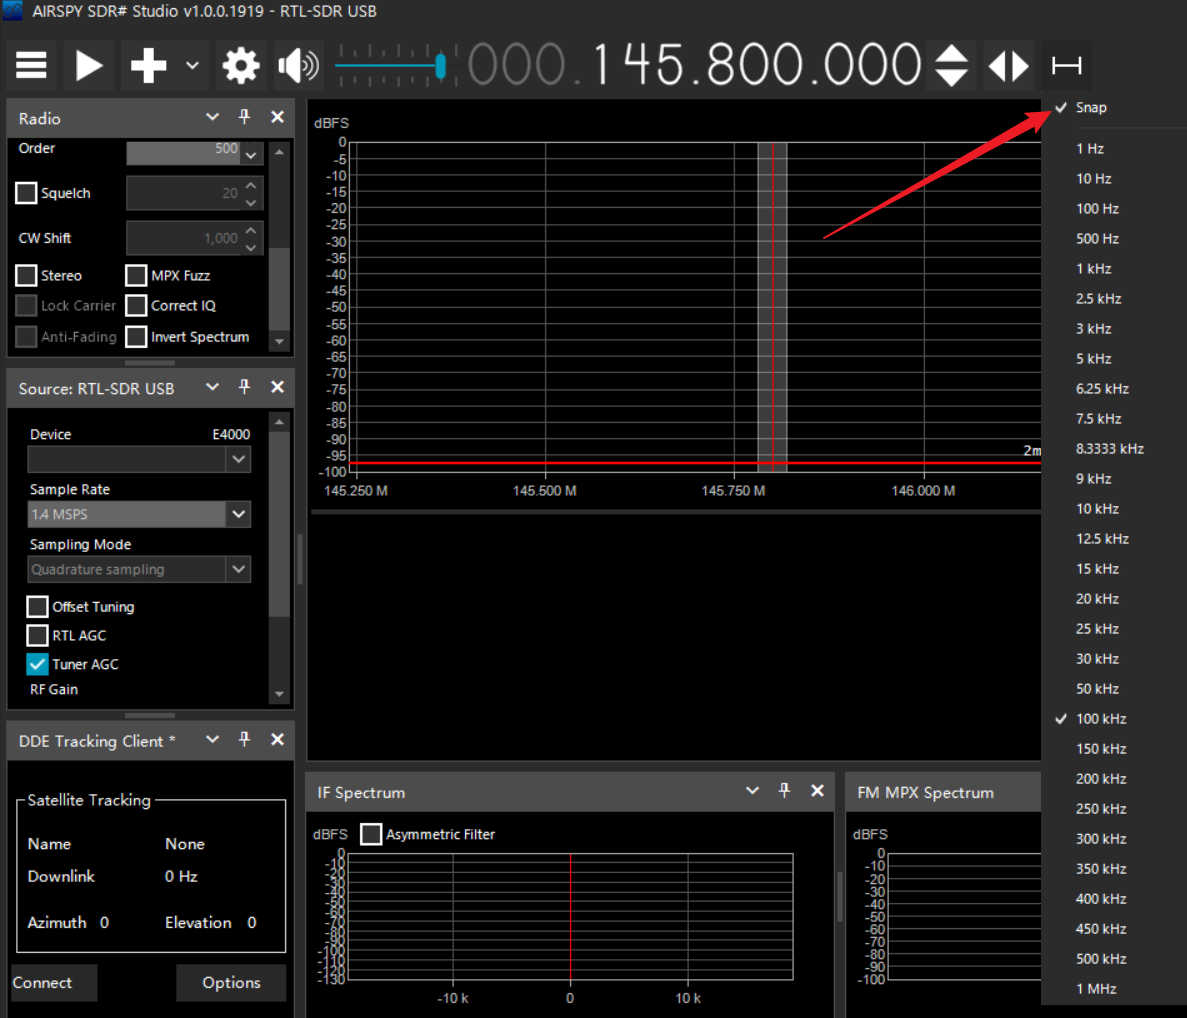 AIRSPY SDR# Studio v1.0.0.1919 - RTL-SDR USB
000.145.800.000
Radio
Order 500
Squelch 20
CW Shift 1,000
Stereo MPX Fuzz
Lock Carrier Correct IQ
Anti-Fading Invert Spectrum
Source: RTL-SDR USB
Device E4000
Sample Rate
1.4 MSPS
Sampling Mode
Quadrature sampling
Offset Tuning
RTL AGC
Tuner AGC
RF Gain
DDE Tracking Client *
Satellite Tracking
Name None
Downlink 0 Hz
Azimuth 0 Elevation 0
Connect Options
dBFS
0
-5
-10
-15
-20
-25
-30
-35
-40
-45
-50
-55
-60
-65
-70
-75
-80
-85
-90
-95
-100
2m
145.250 M 145.500 M 145.750 M 146.000 M
IF Spectrum
dBFS Asymmetric Filter
0
-10
-20
-30
-40
-50
-60
-70
-80
-90
-100
-110
-120
-130
-10 k 0 10 k
FM MPX Spectrum
dBFS
0
-10
-20
-30
-40
-50
-60
-70
-80
-90
-100
Snap
1 Hz
10 Hz
100 Hz
500 Hz
1 kHz
2.5 kHz
3 kHz
5 kHz
6.25 kHz
7.5 kHz
8.3333 kHz
9 kHz
10 kHz
12.5 kHz
15 kHz
20 kHz
25 kHz
30 kHz
50 kHz
100 kHz
150 kHz
200 kHz
250 kHz
300 kHz
350 kHz
400 kHz
450 kHz
500 kHz
1 MHz